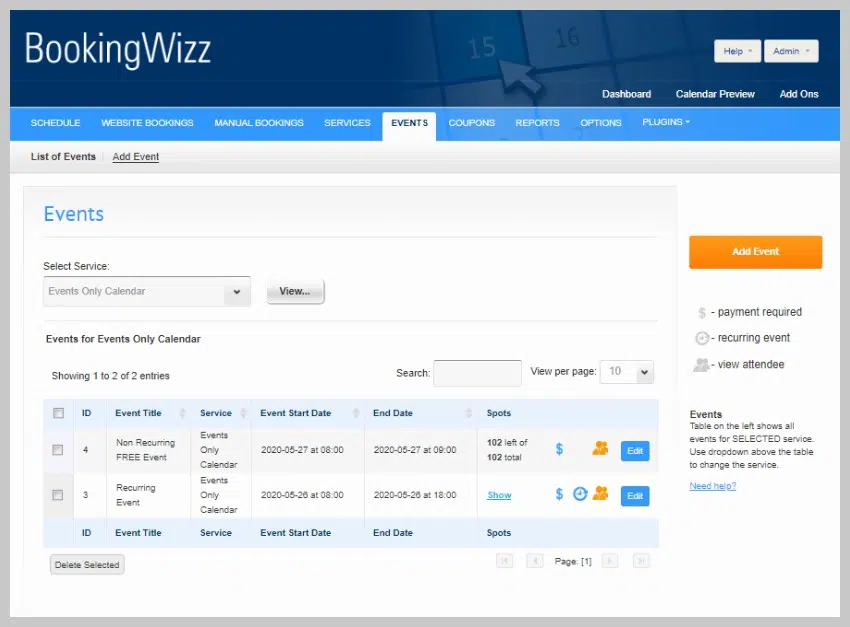 BookingWizz
15
16
Help
Admin
Dashboard
Calendar Preview
Add Ons
SCHEDULE
WEBSITE BOOKINGS
MANUAL BOOKINGS
SERVICES
EVENTS
COUPONS
REPORTS
OPTIONS
PLUGINS
List of Events
Add Event
Events
Select Service:
Events Only Calendar
View...
Events for Events Only Calendar
Showing 1 to 2 of 2 entries
Search:
View per page:
10
ID
Event Title
Service
Event Start Date
End Date
Spots
4
Non Recurring
FREE Event
Events
Only
Calendar
2020-05-27 at 08:00
2020-05-27 at 09:00
102 left of
102 total
$
Edit
3
Recurring
Event
Events
Only
Calendar
2020-05-26 at 08:00
2020-05-26 at 18:00
Show
$
Edit
ID
Event Title
Service
Event Start Date
End Date
Spots
Delete Selected
Page: [1]
Add Event
$ - payment required
- recurring event
- view attendee
Events
Table on the left shows all
events for SELECTED service.
Use dropdown above the table
to change the service.
Need help?